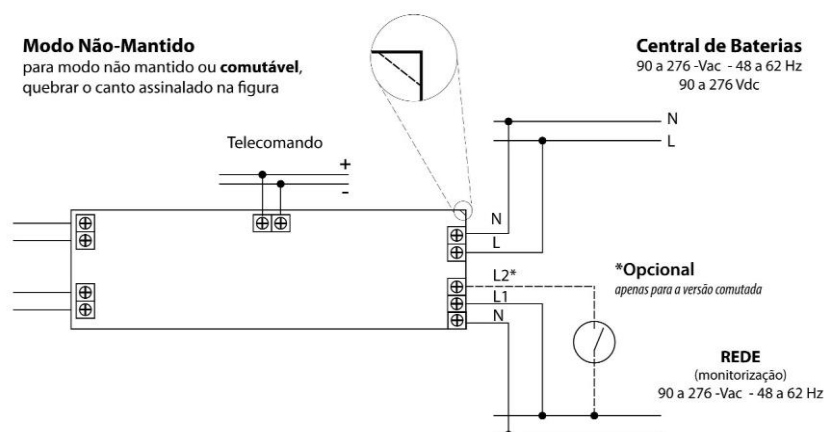 Modo Não-Mantido
para modo não mantido ou comutável,
quebrar o canto assinalado na figura
Central de Baterias
90 a 276 -Vac - 48 a 62 Hz
90 a 276 Vdc
N
L
Telecomando
+
-
N
L
L2*
L1
N
*Opcional
apenas para a versão comutada
REDE
(monitorização)
90 a 276 -Vac - 48 a 62 Hz